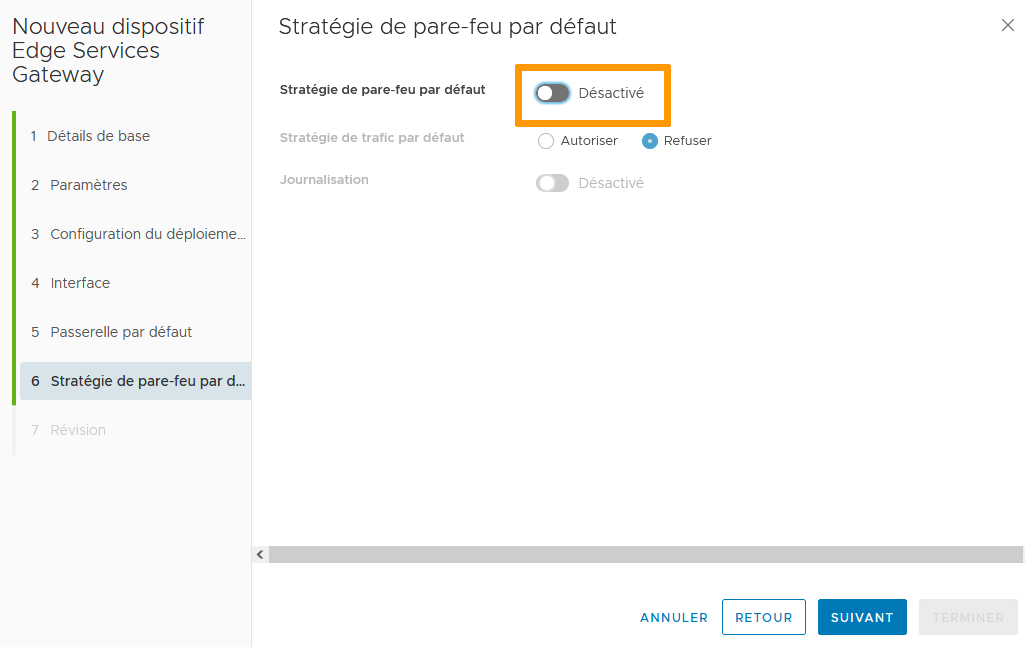 Nouveau dispositif
Edge Services
Gateway
1 Détails de base
2 Paramètres
3 Configuration du déploieme...
4 Interface
5 Passerelle par défaut
6 Stratégie de pare-feu par d...
7 Révision
Stratégie de pare-feu par défaut
Stratégie de pare-feu par défaut Désactivé
Stratégie de trafic par défaut Autoriser Refuser
Journalisation Désactivé
ANNULER RETOUR SUIVANT TERMINER